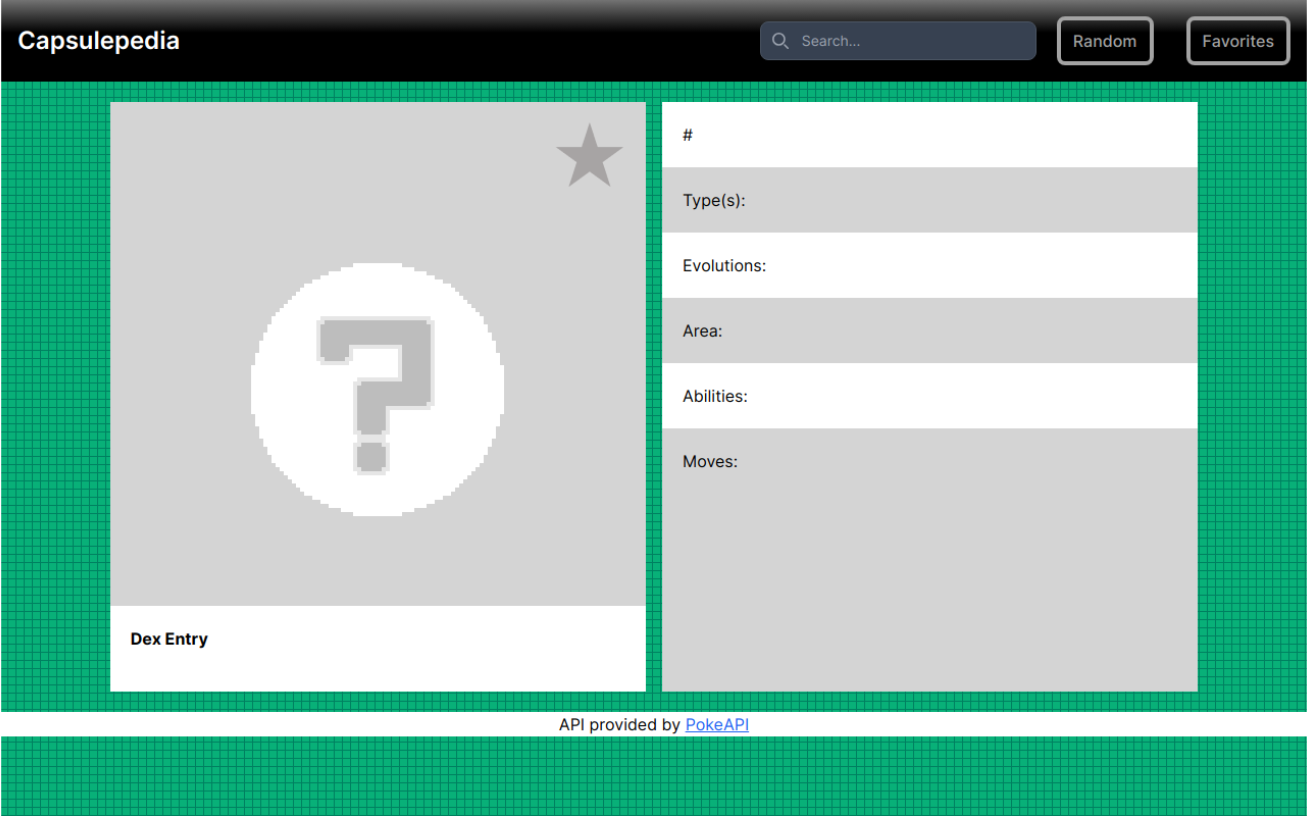 Capsulepedia
Search...
Random
Favorites
#
Type(s):
Evolutions:
Area:
Abilities:
Moves:
?
Dex Entry
API provided by PokeAPI